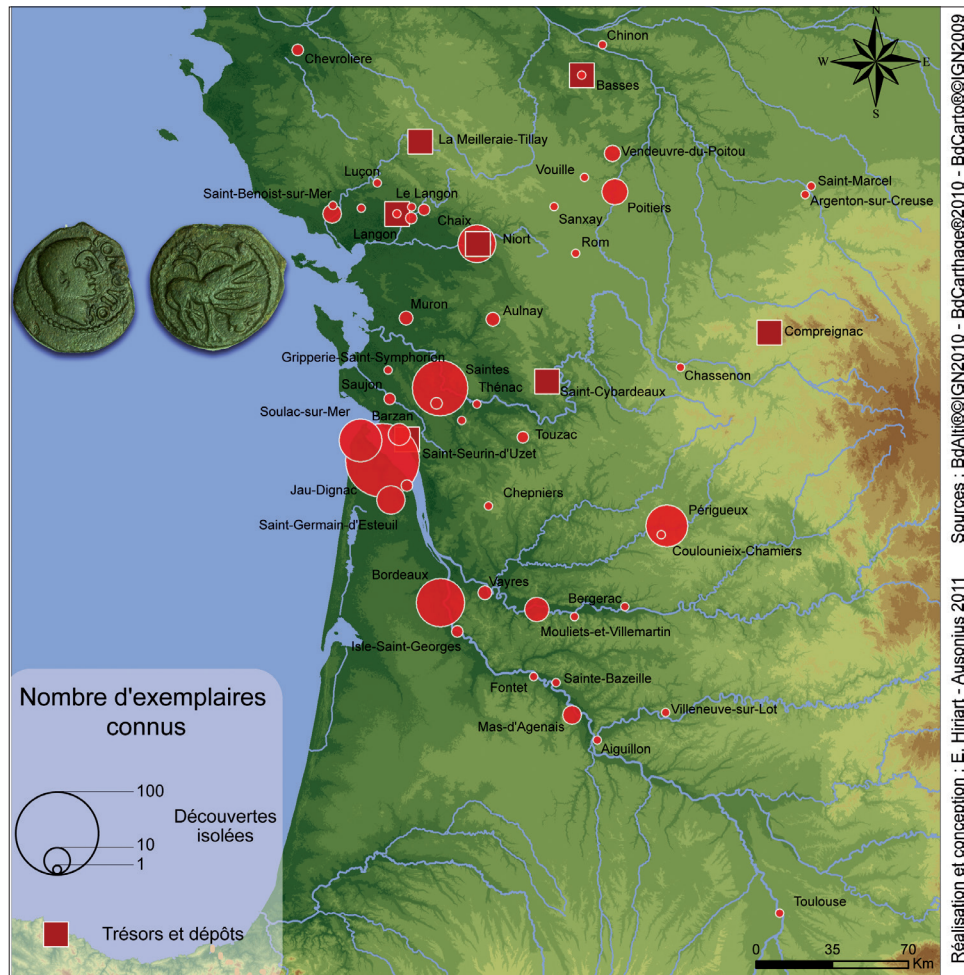 Chinon
N
W
E
S
Chevroliere
Basses
La Meilleraie-Tillay
Vendeuvre-du-Poitou
Luçon
Vouille
Saint-Marcel
Saint-Benoist-sur-Mer
Le Langon
Argenton-sur-Creuse
Poitiers
Chaix
Sanxay
Langon
Niort
Rom
Muron
Aulnay
Compreignac
Gripperie-Saint-Symphorien
Saintes
Chassenon
Saujon
Thénac
Saint-Cybardeaux
Soulac-sur-Mer
Barzan
Touzac
Saint-Seurin-d'Uzet
Jau-Dignac
Chepniers
Périgueux
Saint-Germain-d'Esteuil
Coulounieix-Chamiers
Bordeaux
Vayres
Bergerac
Mouliets-et-Villemartin
Isle-Saint-Georges
Fontet
Sainte-Bazeille
Villeneuve-sur-Lot
Mas-d'Agenais
Aiguillon
Toulouse
Nombre d'exemplaires
connus
100
10
1
Découvertes
isolées
Trésors et dépôts
0 35 70
Km
Réalisation et conception : E. Hiriart - Ausonius 2011 Sources : BdAlti®©IGN2010 - BdCarthage®2010 - BdCarto®©IGN2009